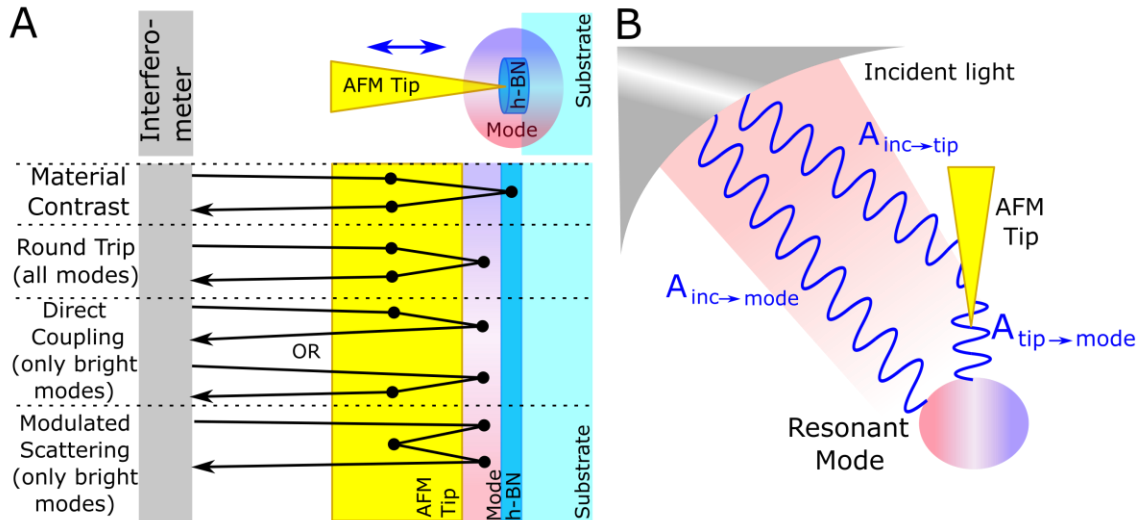 A
Interfero-
meter
AFM Tip
h-BN
Mode
Substrate
Material
Contrast
Round Trip
(all modes)
Direct
Coupling
(only bright
modes)
OR
Modulated
Scattering
(only bright
modes)
AFM
Tip
Mode
h-BN
Substrate
B
Incident light
A inc→tip
AFM
Tip
A inc→mode
A tip→mode
Resonant
Mode